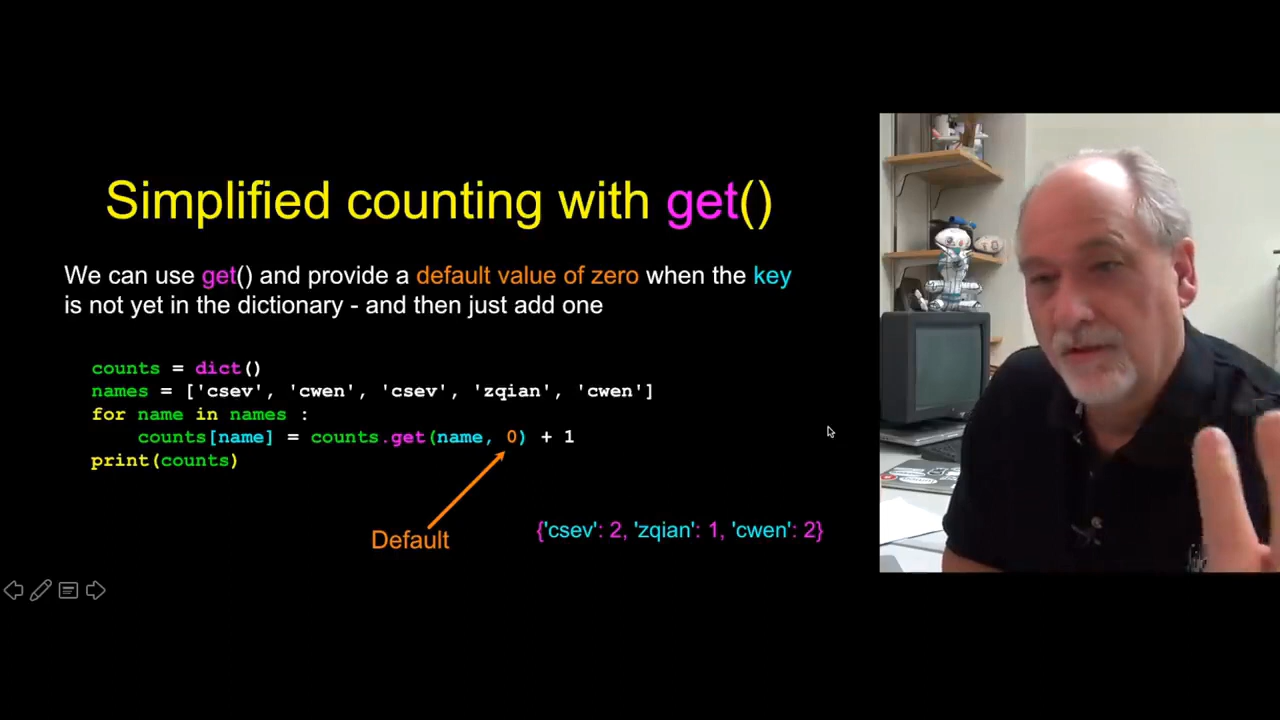 Simplified counting with get()
We can use get() and provide a default value of zero when the key
is not yet in the dictionary - and then just add one
counts = dict()
names = ['csev', 'cwen', 'csev', 'zqian', 'cwen']
for name in names :
    counts[name] = counts.get(name, 0) + 1
print(counts)
Default
{'csev': 2, 'zqian': 1, 'cwen': 2}